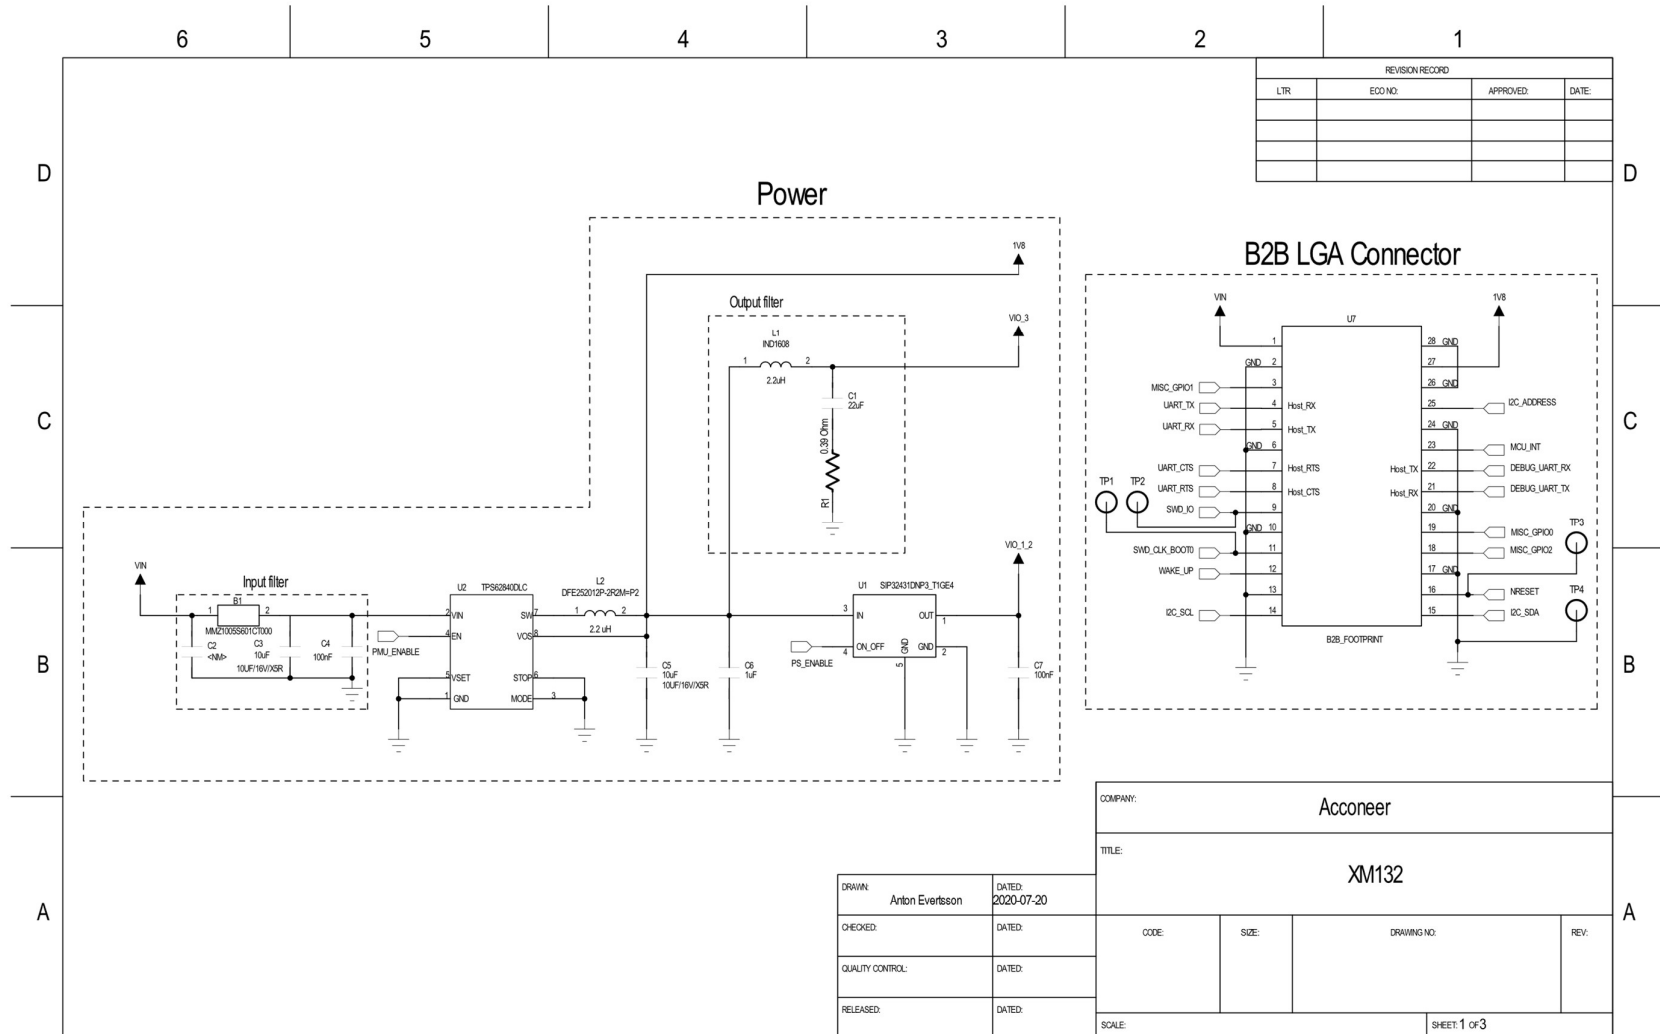 6 5 4 3 2 1
REVISION RECORD
LTR ECO NO: APPROVED: DATE:
D D
Power
B2B LGA Connector
1V8
Output filter
L1
IND1608
1 2
2.2uH
VIO_3
C1
22uF
0.39 Ohm
R1
VIN
1V8
U7
1 28 GND
GND 2 27
MISC_GPIO1 3 26 GND
UART_TX 4 Host_RX 25 I2C_ADDRESS
UART_RX 5 Host_TX 24 GND
GND 6 23 MCU_INT
UART_CTS 7 Host_RTS Host_TX 22 DEBUG_UART_RX
UART_RTS 8 Host_CTS Host_RX 21 DEBUG_UART_TX
TP1 TP2
SWD_IO 9 20 GND
GND 10 19 MISC_GPIO0
TP3
SWD_CLK_BOOT0 11 18 MISC_GPIO2
WAKE_UP 12 17 GND
13 16 NRESET
TP4
I2C_SCL 14 15 I2C_SDA
B2B_FOOTPRINT
C C
VIN
Input filter
B1
1 2
MMZ1005S601CT000
C2
<NM>
C3
10uF
10UF/16V/X5R
C4
100nF
PMU_ENABLE
U2 TPS62840DLC
2 VIN SW 7
4 EN VOS 8
5 VSET STOP 6
1 GND MODE 3
L2
DFE252012P-2R2M=P2
1 2
2.2 uH
C5
10uF
10UF/16V/X5R
C6
1uF
PS_ENABLE
U1 SIP32431DNP3_T1GE4
3 IN OUT 1
4 ON_OFF GND GND 2
5
VIO_1_2
C7
100nF
B B
COMPANY: Acconeer
TITLE: XM132
DRAWN: Anton Evertsson DATED: 2020-07-20
CHECKED: DATED:
QUALITY CONTROL: DATED:
RELEASED: DATED:
CODE: SIZE: DRAWING NO: REV:
SCALE: SHEET: 1 OF 3
A A